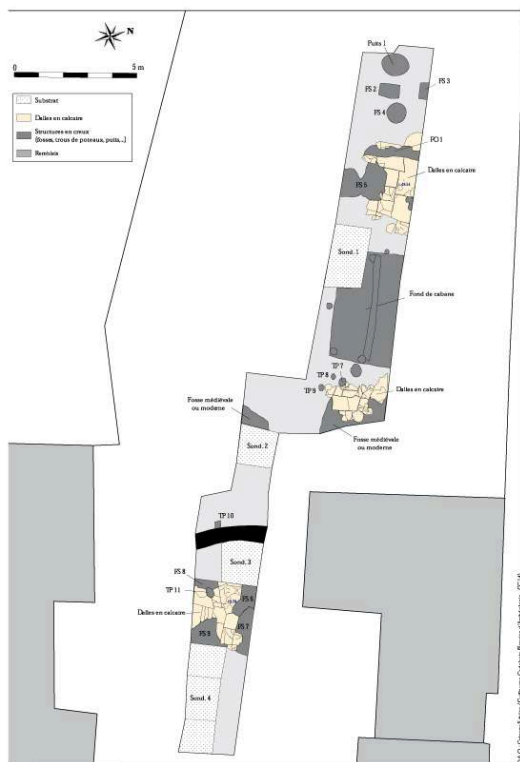 N
0
5 m
Substrat
Dalles en calcaire
Structures en creux
(fosses, trous de poteaux, puits,..)
Remblais
Puits 1
FS 2
FS 3
FS 4
FO 1
Dalles en calcaire
FS 5
Sond. 1
Fond de cabane
TP 7
TP 8
TP 9
Dalles en calcaire
Fosse médiévale
ou moderne
Fosse médiévale
ou moderne
Sond. 2
TP 10
Sond. 3
FS 8
TP 11
FS 6
Dalles en calcaire
FS 9
FS 7
Sond. 4